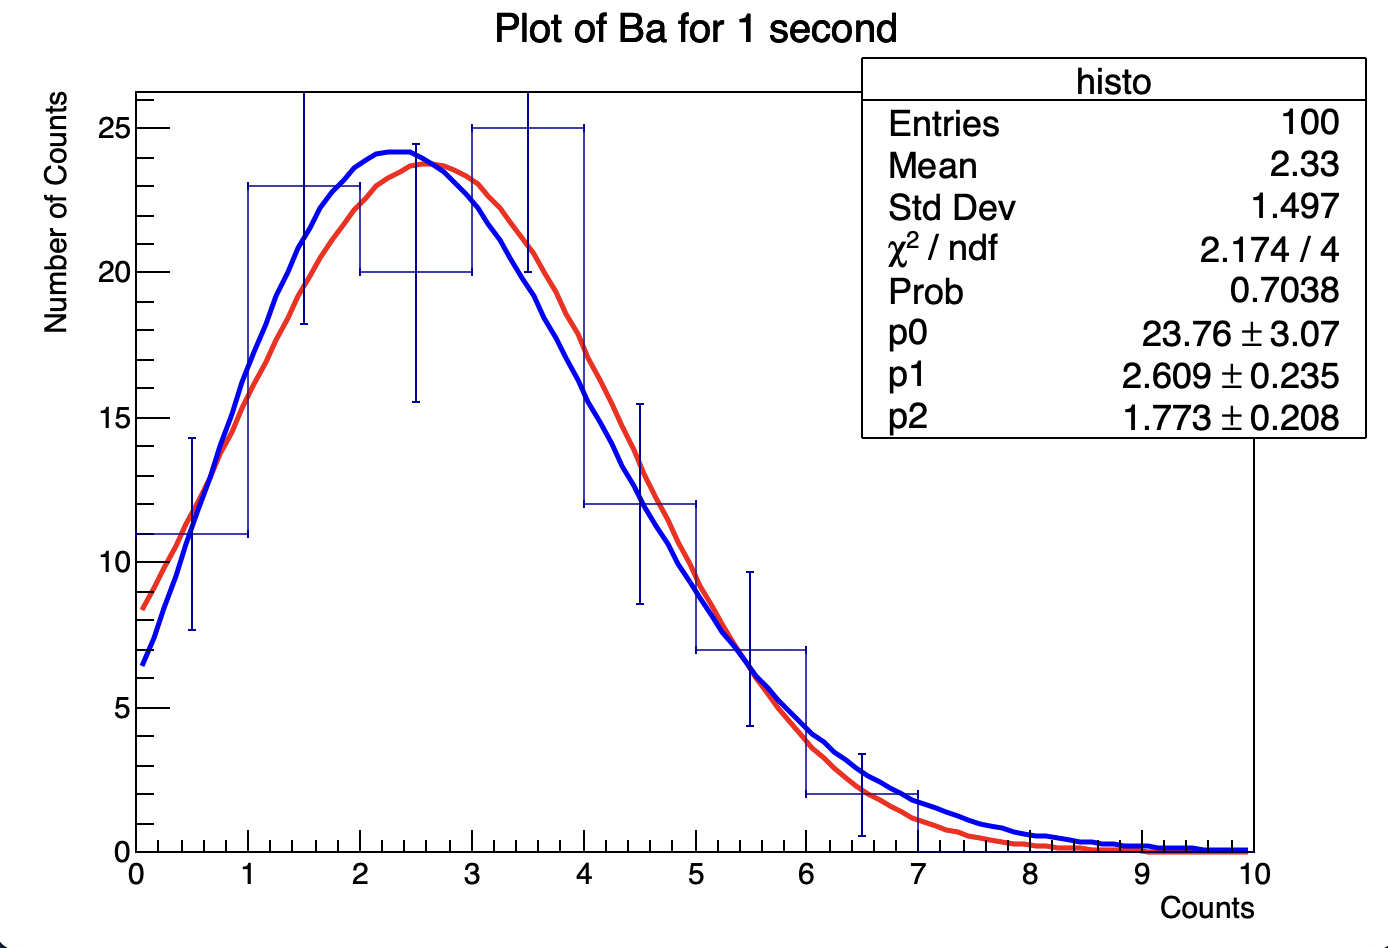 Plot of Ba for 1 second
histo
Entries 100
Mean 2.33
Std Dev 1.497
χ² / ndf 2.174 / 4
Prob 0.7038
p0 23.76 ± 3.07
p1 2.609 ± 0.235
p2 1.773 ± 0.208
Number of Counts
25
20
15
10
5
0
0 1 2 3 4 5 6 7 8 9 10
Counts